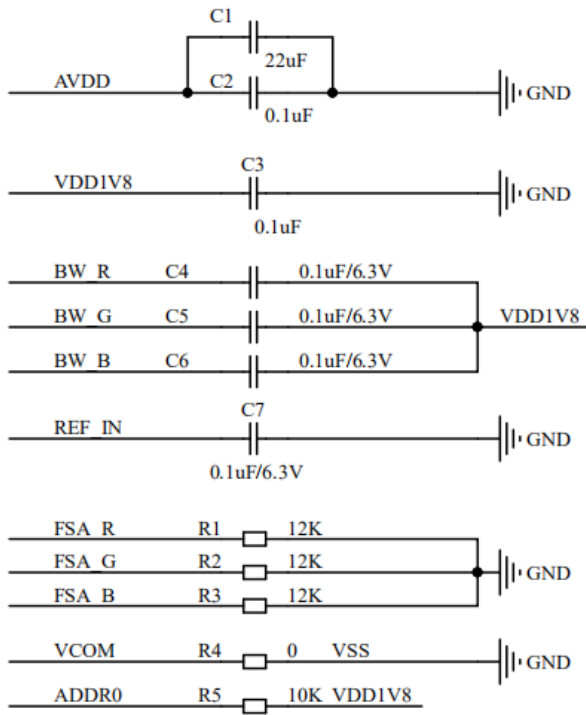 C1
22uF
AVDD C2 GND
0.1uF
C3
VDD1V8 GND
0.1uF
BW_R C4 0.1uF/6.3V
BW_G C5 0.1uF/6.3V VDD1V8
BW_B C6 0.1uF/6.3V
C7
REF_IN GND
0.1uF/6.3V
FSA_R R1 12K
FSA_G R2 12K GND
FSA_B R3 12K
VCOM R4 0 VSS GND
ADDR0 R5 10K VDD1V8